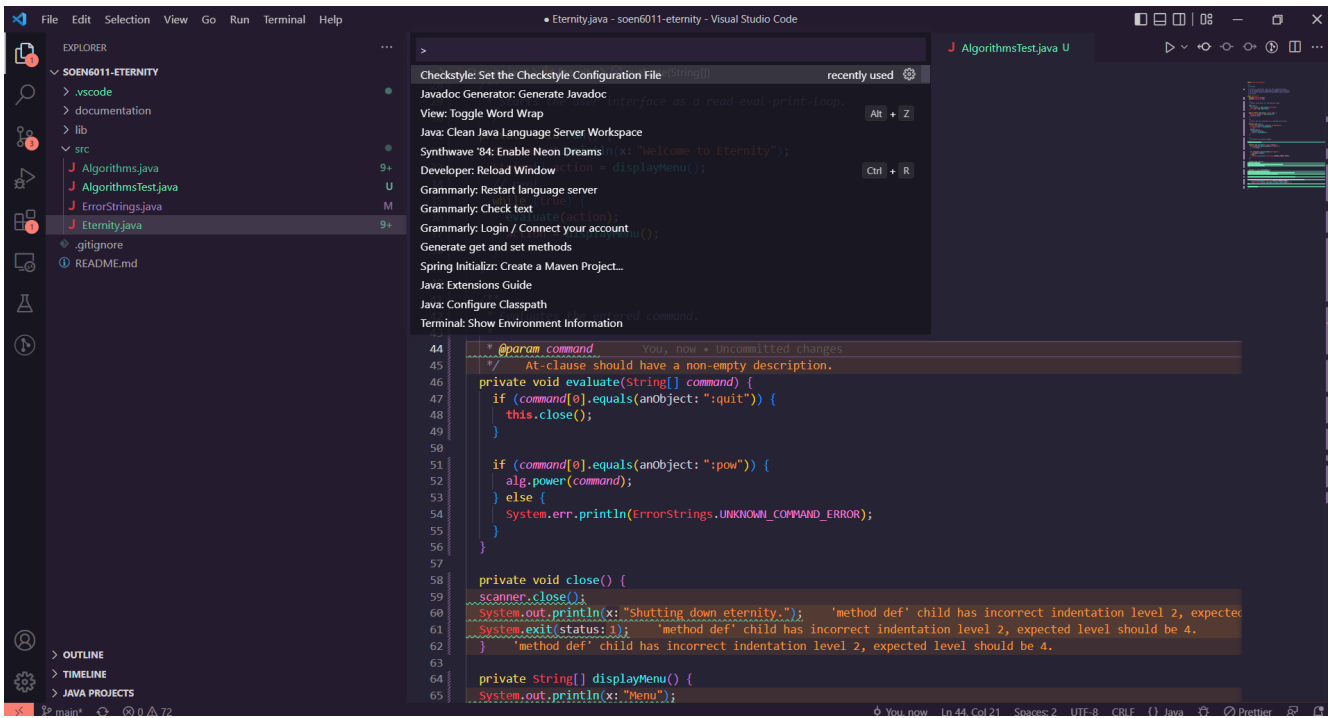 File Edit Selection View Go Run Terminal Help
● Eternity.java - soen6011-eternity - Visual Studio Code
EXPLORER
SOEN6011-ETERNITY
.vscode
documentation
lib
src
Algorithms.java 9+
AlgorithmsTest.java U
ErrorStrings.java M
Eternity.java 9+
.gitignore
README.md
OUTLINE
TIMELINE
JAVA PROJECTS
>
AlgorithmsTest.java U
Checkstyle: Set the Checkstyle Configuration File recently used
Javadoc Generator: Generate Javadoc
View: Toggle Word Wrap Alt + Z
Java: Clean Java Language Server Workspace
Synthwave '84: Enable Neon Dreams
Developer: Reload Window Ctrl + R
Grammarly: Restart language server
Grammarly: Check text
Grammarly: Login / Connect your account
Generate get and set methods
Spring Initializr: Create a Maven Project...
Java: Extensions Guide
Java: Configure Classpath
Terminal: Show Environment Information
44 * @param command You, now • Uncommitted changes
45 */ At-clause should have a non-empty description.
46 private void evaluate(String[] command) {
47 if (command[0].equals(anObject: ":quit")) {
48 this.close();
49 }
50
51 if (command[0].equals(anObject: ":pow")) {
52 alg.power(command);
53 } else {
54 System.err.println(ErrorStrings.UNKNOWN_COMMAND_ERROR);
55 }
56 }
57
58 private void close() {
59 scanner.close();
60 System.out.println(x: "Shutting down eternity."); 'method def' child has incorrect indentation level 2, expected
61 System.exit(status: 1); 'method def' child has incorrect indentation level 2, expected level should be 4.
62 } 'method def' child has incorrect indentation level 2, expected level should be 4.
63
64 private String[] displayMenu() {
65 System.out.println(x: "Menu");
main* 0 72 You, now Ln 44, Col 21 Spaces: 2 UTF-8 CRLF {} Java Prettier